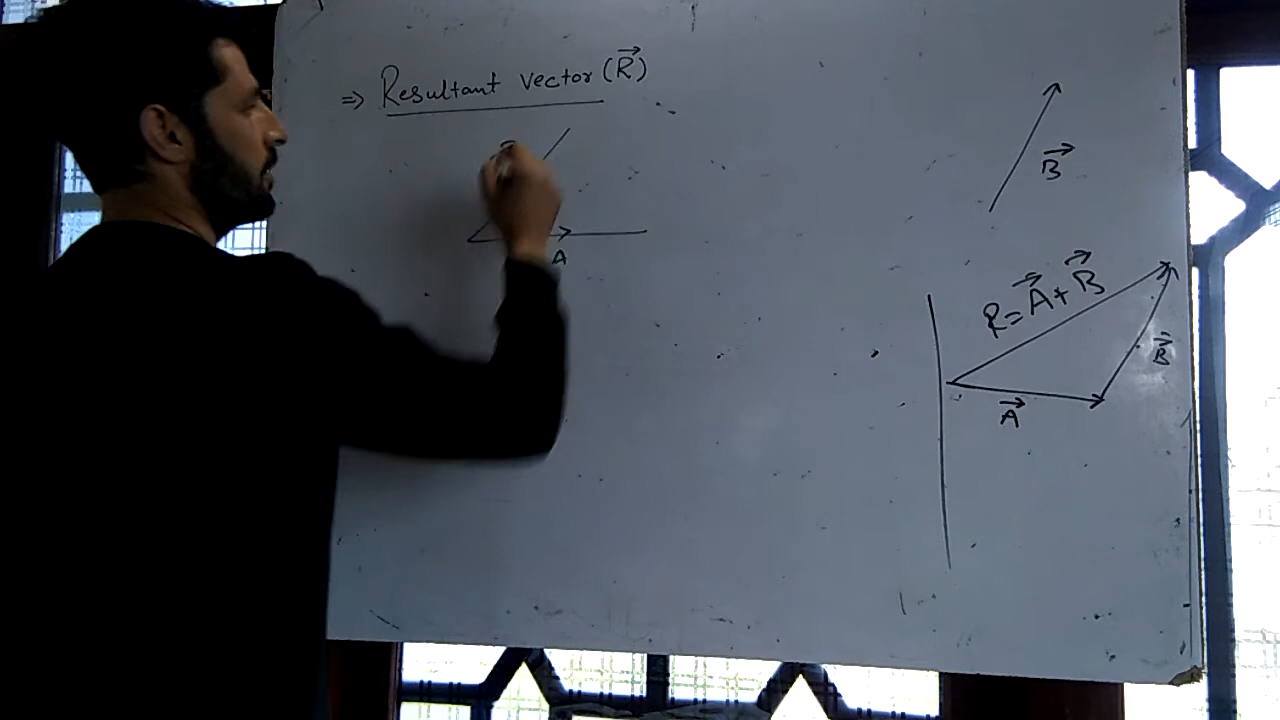 ⇒ Resultant vector (R⃗)
A
B⃗
R = A⃗ + B⃗
B⃗
A⃗